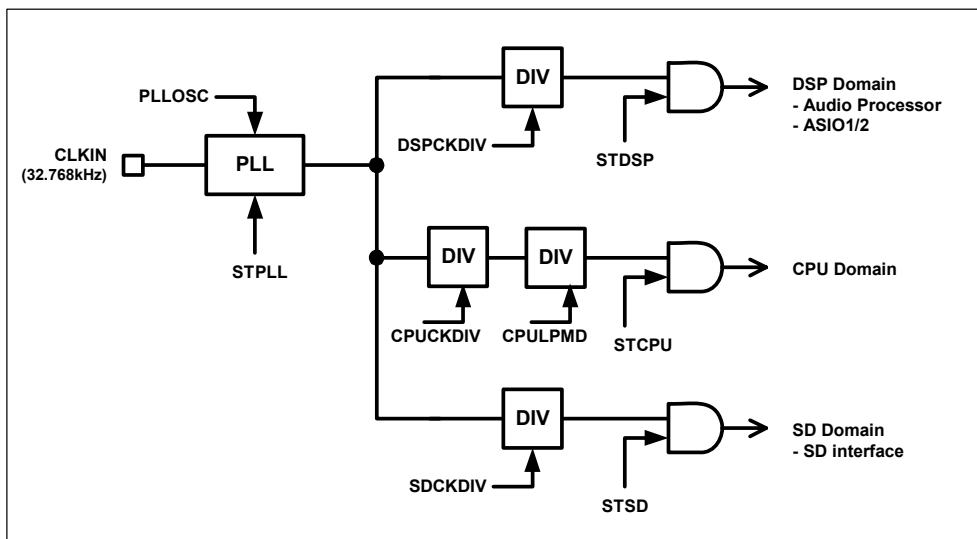 PLLOSC
CLKIN
(32.768kHz)
PLL
STPLL
DIV
DSPCKDIV
STDSP
DSP Domain
- Audio Processor
- ASIO1/2
DIV
DIV
CPUCKDIV
CPULPMD
STCPU
CPU Domain
DIV
SDCKDIV
STSD
SD Domain
- SD interface